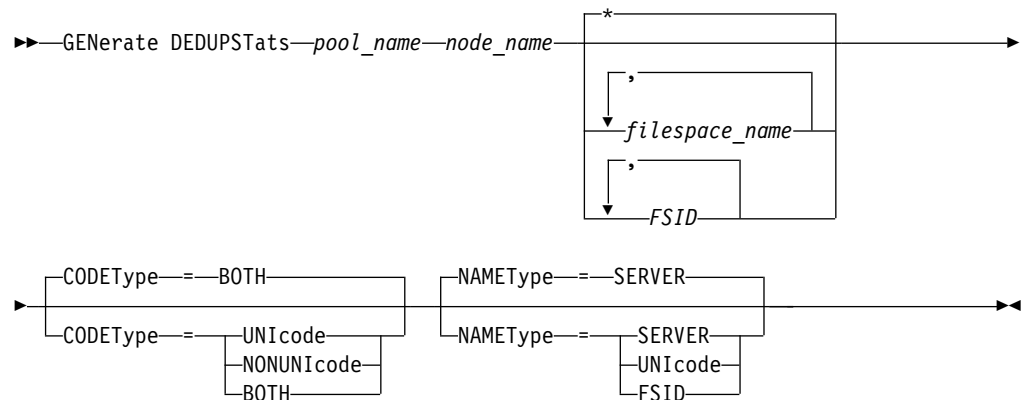 *
GENerate DEDUPSTats pool_name node_name
,
filespace_name
,
FSID
CODEType = BOTH NAMEType = SERVER
CODEType = UNIcode NAMEType = SERVER
NONUNIcode UNIcode
BOTH FSID